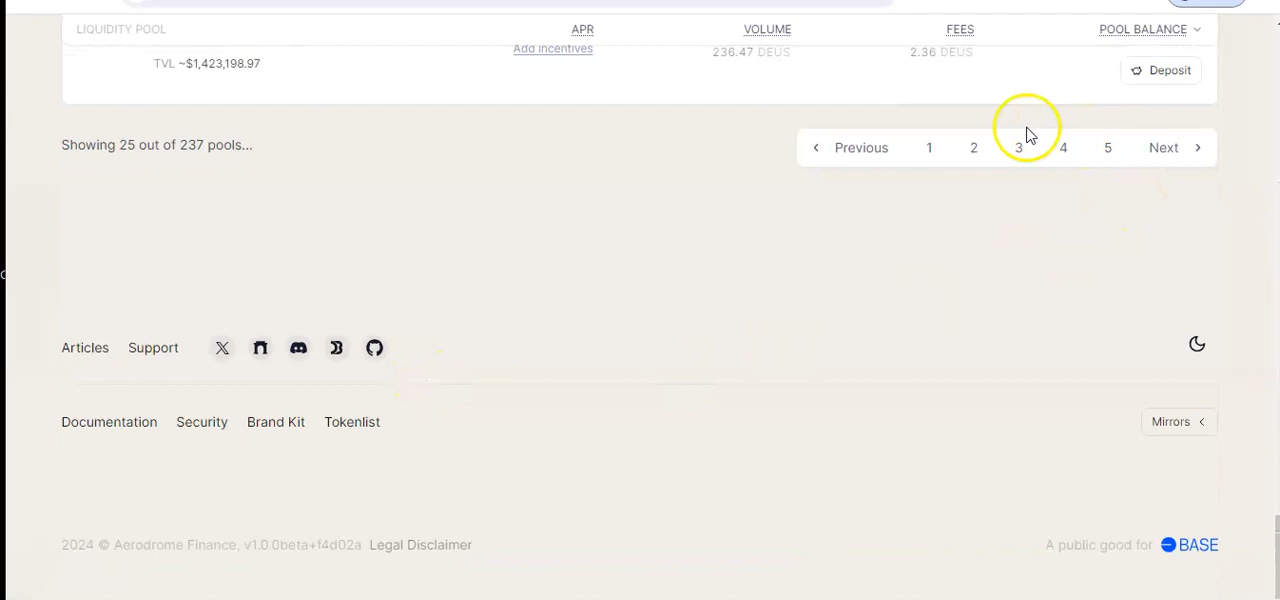 LIQUIDITY POOL APR VOLUME FEES POOL BALANCE
Add incentives 236.47 DEUS 2.36 DEUS
TVL ~$1,423,198.97 Deposit
Showing 25 out of 237 pools... Previous 1 2 3 4 5 Next
Articles Support
Documentation Security Brand Kit Tokenlist Mirrors
2024 © Aerodrome Finance, v1.0.0beta+f4d02a Legal Disclaimer A public good for BASE